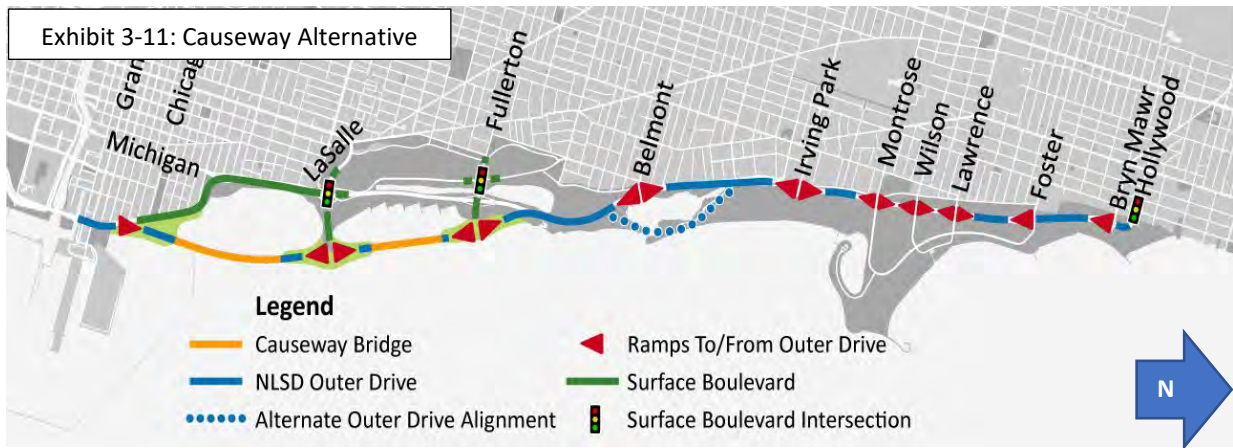 Exhibit 3-11: Causeway Alternative
Grand
Chicago
Michigan
LaSalle
Fullerton
Belmont
Irving Park
Montrose
Wilson
Lawrence
Foster
Bryn Mawr
Hollywood
Legend
Causeway Bridge
NLSD Outer Drive
Alternate Outer Drive Alignment
Ramps To/From Outer Drive
Surface Boulevard
Surface Boulevard Intersection
N